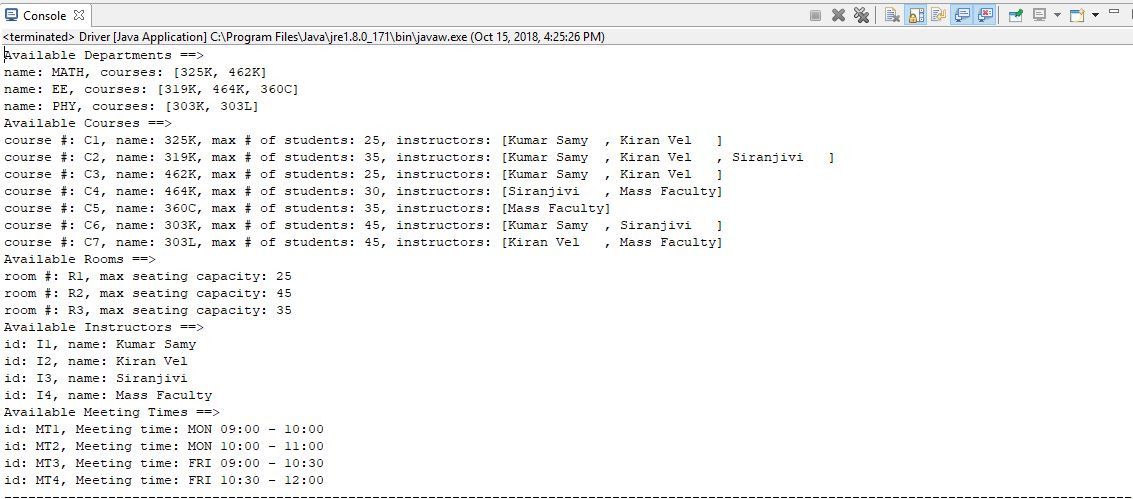 Console
<terminated> Driver [Java Application] C:\Program Files\Java\jre1.8.0_171\bin\javaw.exe (Oct 15, 2018, 4:25:26 PM)
Available Departments ==>
name: MATH, courses: [325K, 462K]
name: EE, courses: [319K, 464K, 360C]
name: PHY, courses: [303K, 303L]
Available Courses ==>
course #: C1, name: 325K, max # of students: 25, instructors: [Kumar Samy  , Kiran Vel   ]
course #: C2, name: 319K, max # of students: 35, instructors: [Kumar Samy  , Kiran Vel   , Siranjivi   ]
course #: C3, name: 462K, max # of students: 25, instructors: [Kumar Samy  , Kiran Vel   ]
course #: C4, name: 464K, max # of students: 30, instructors: [Siranjivi   , Mass Faculty]
course #: C5, name: 360C, max # of students: 35, instructors: [Mass Faculty]
course #: C6, name: 303K, max # of students: 45, instructors: [Kumar Samy  , Siranjivi   ]
course #: C7, name: 303L, max # of students: 45, instructors: [Kiran Vel   , Mass Faculty]
Available Rooms ==>
room #: R1, max seating capacity: 25
room #: R2, max seating capacity: 45
room #: R3, max seating capacity: 35
Available Instructors ==>
id: I1, name: Kumar Samy
id: I2, name: Kiran Vel
id: I3, name: Siranjivi
id: I4, name: Mass Faculty
Available Meeting Times ==>
id: MT1, Meeting time: MON 09:00 - 10:00
id: MT2, Meeting time: MON 10:00 - 11:00
id: MT3, Meeting time: FRI 09:00 - 10:30
id: MT4, Meeting time: FRI 10:30 - 12:00